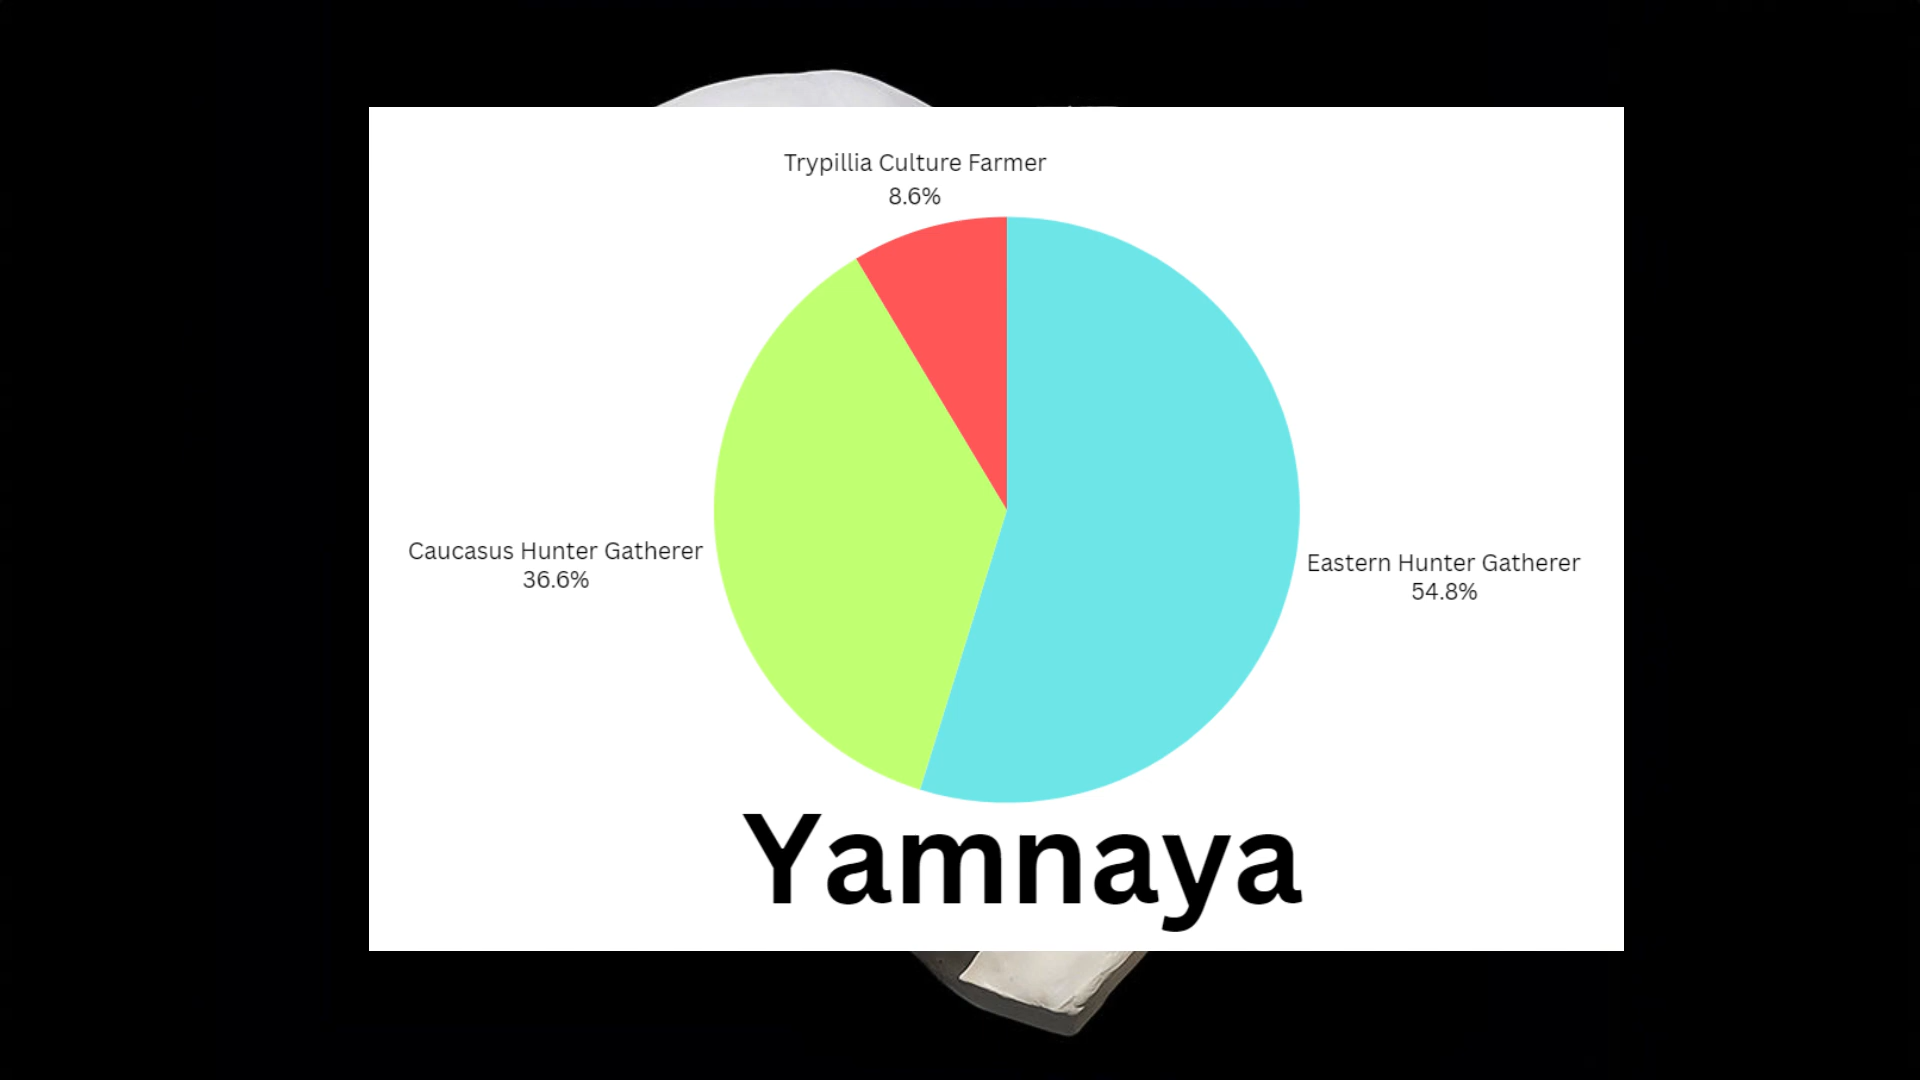 Trypillia Culture Farmer
8.6%
Caucasus Hunter Gatherer
36.6%
Eastern Hunter Gatherer
54.8%
Yamnaya